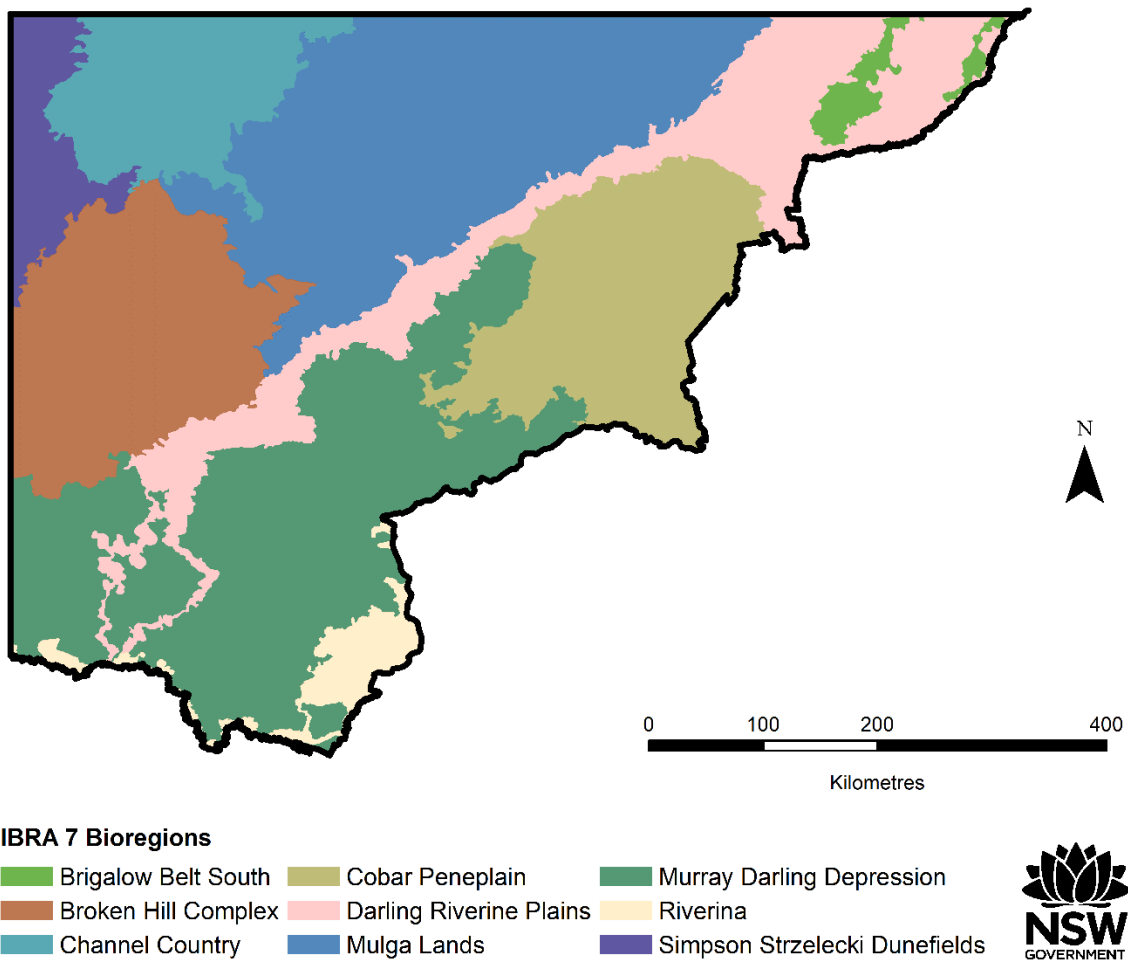 N
0 100 200 400
Kilometres
IBRA 7 Bioregions
Brigalow Belt South Cobar Peneplain Murray Darling Depression
Broken Hill Complex Darling Riverine Plains Riverina
Channel Country Mulga Lands Simpson Strzelecki Dunefields
NSW
GOVERNMENT